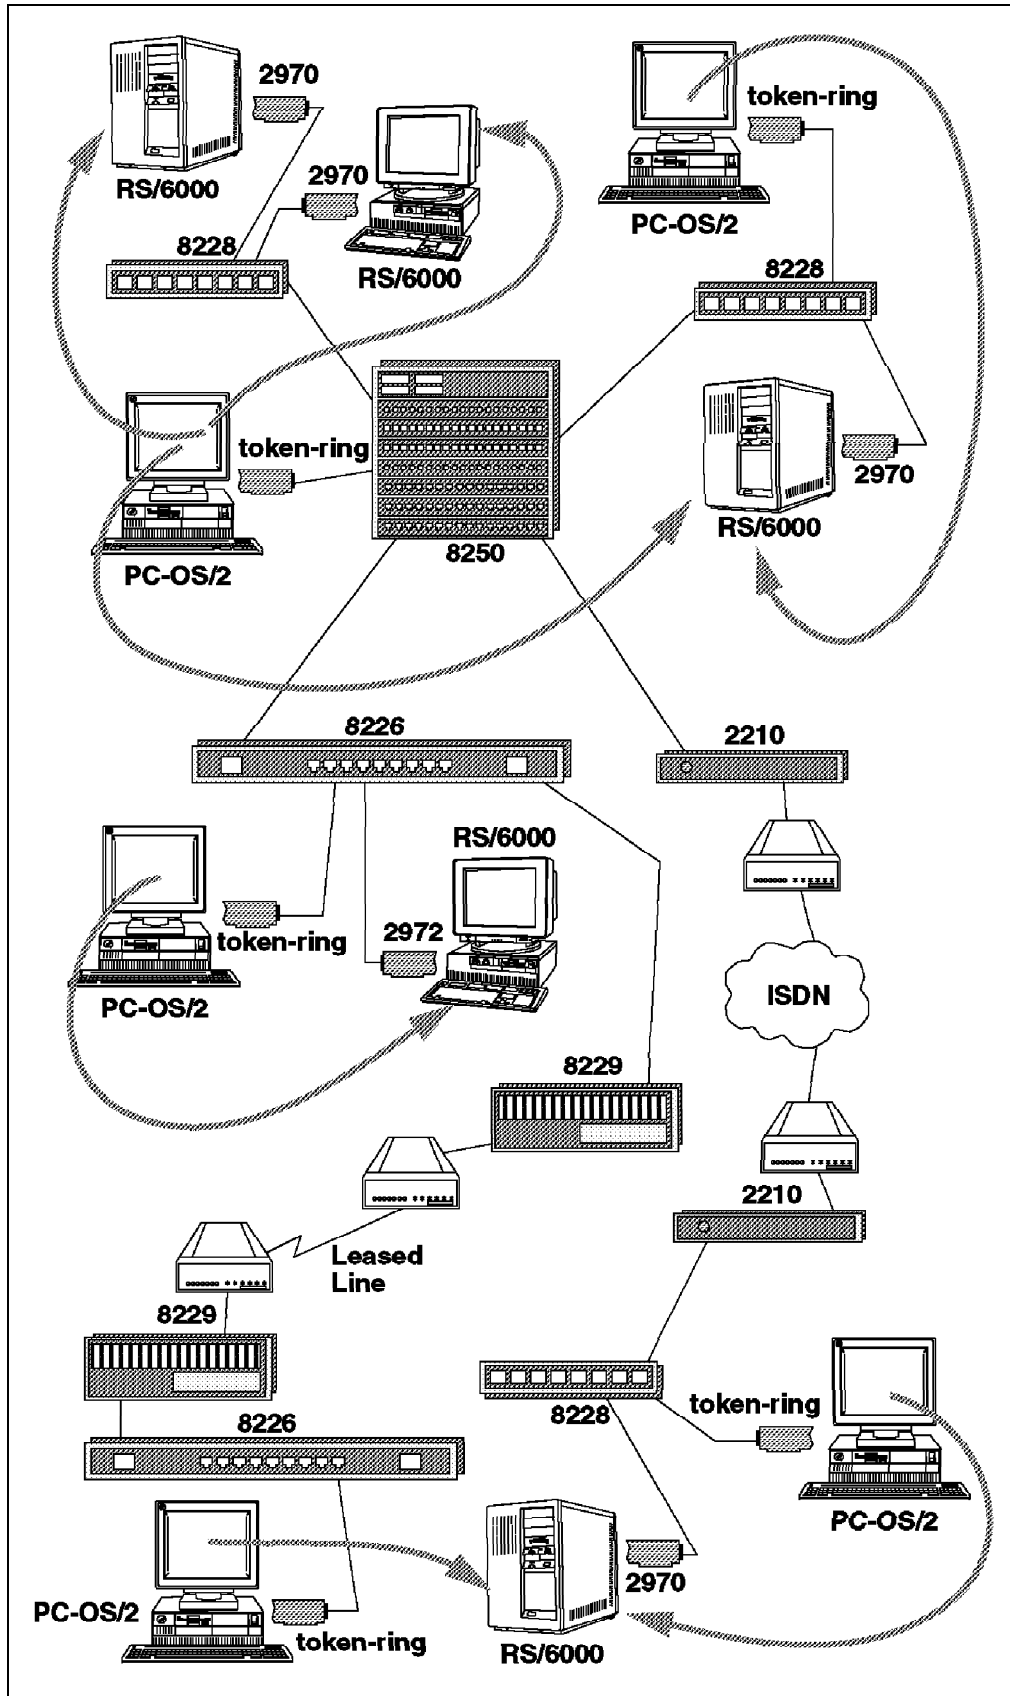 2970
token-ring
RS/6000
2970
PC-OS/2
8228
RS/6000
8228
token-ring
2970
RS/6000
8250
PC-OS/2
8226
2210
RS/6000
2972
token-ring
PC-OS/2
ISDN
8229
2210
Leased
Line
8229
8226
8228
token-ring
PC-OS/2
2970
PC-OS/2
token-ring
RS/6000